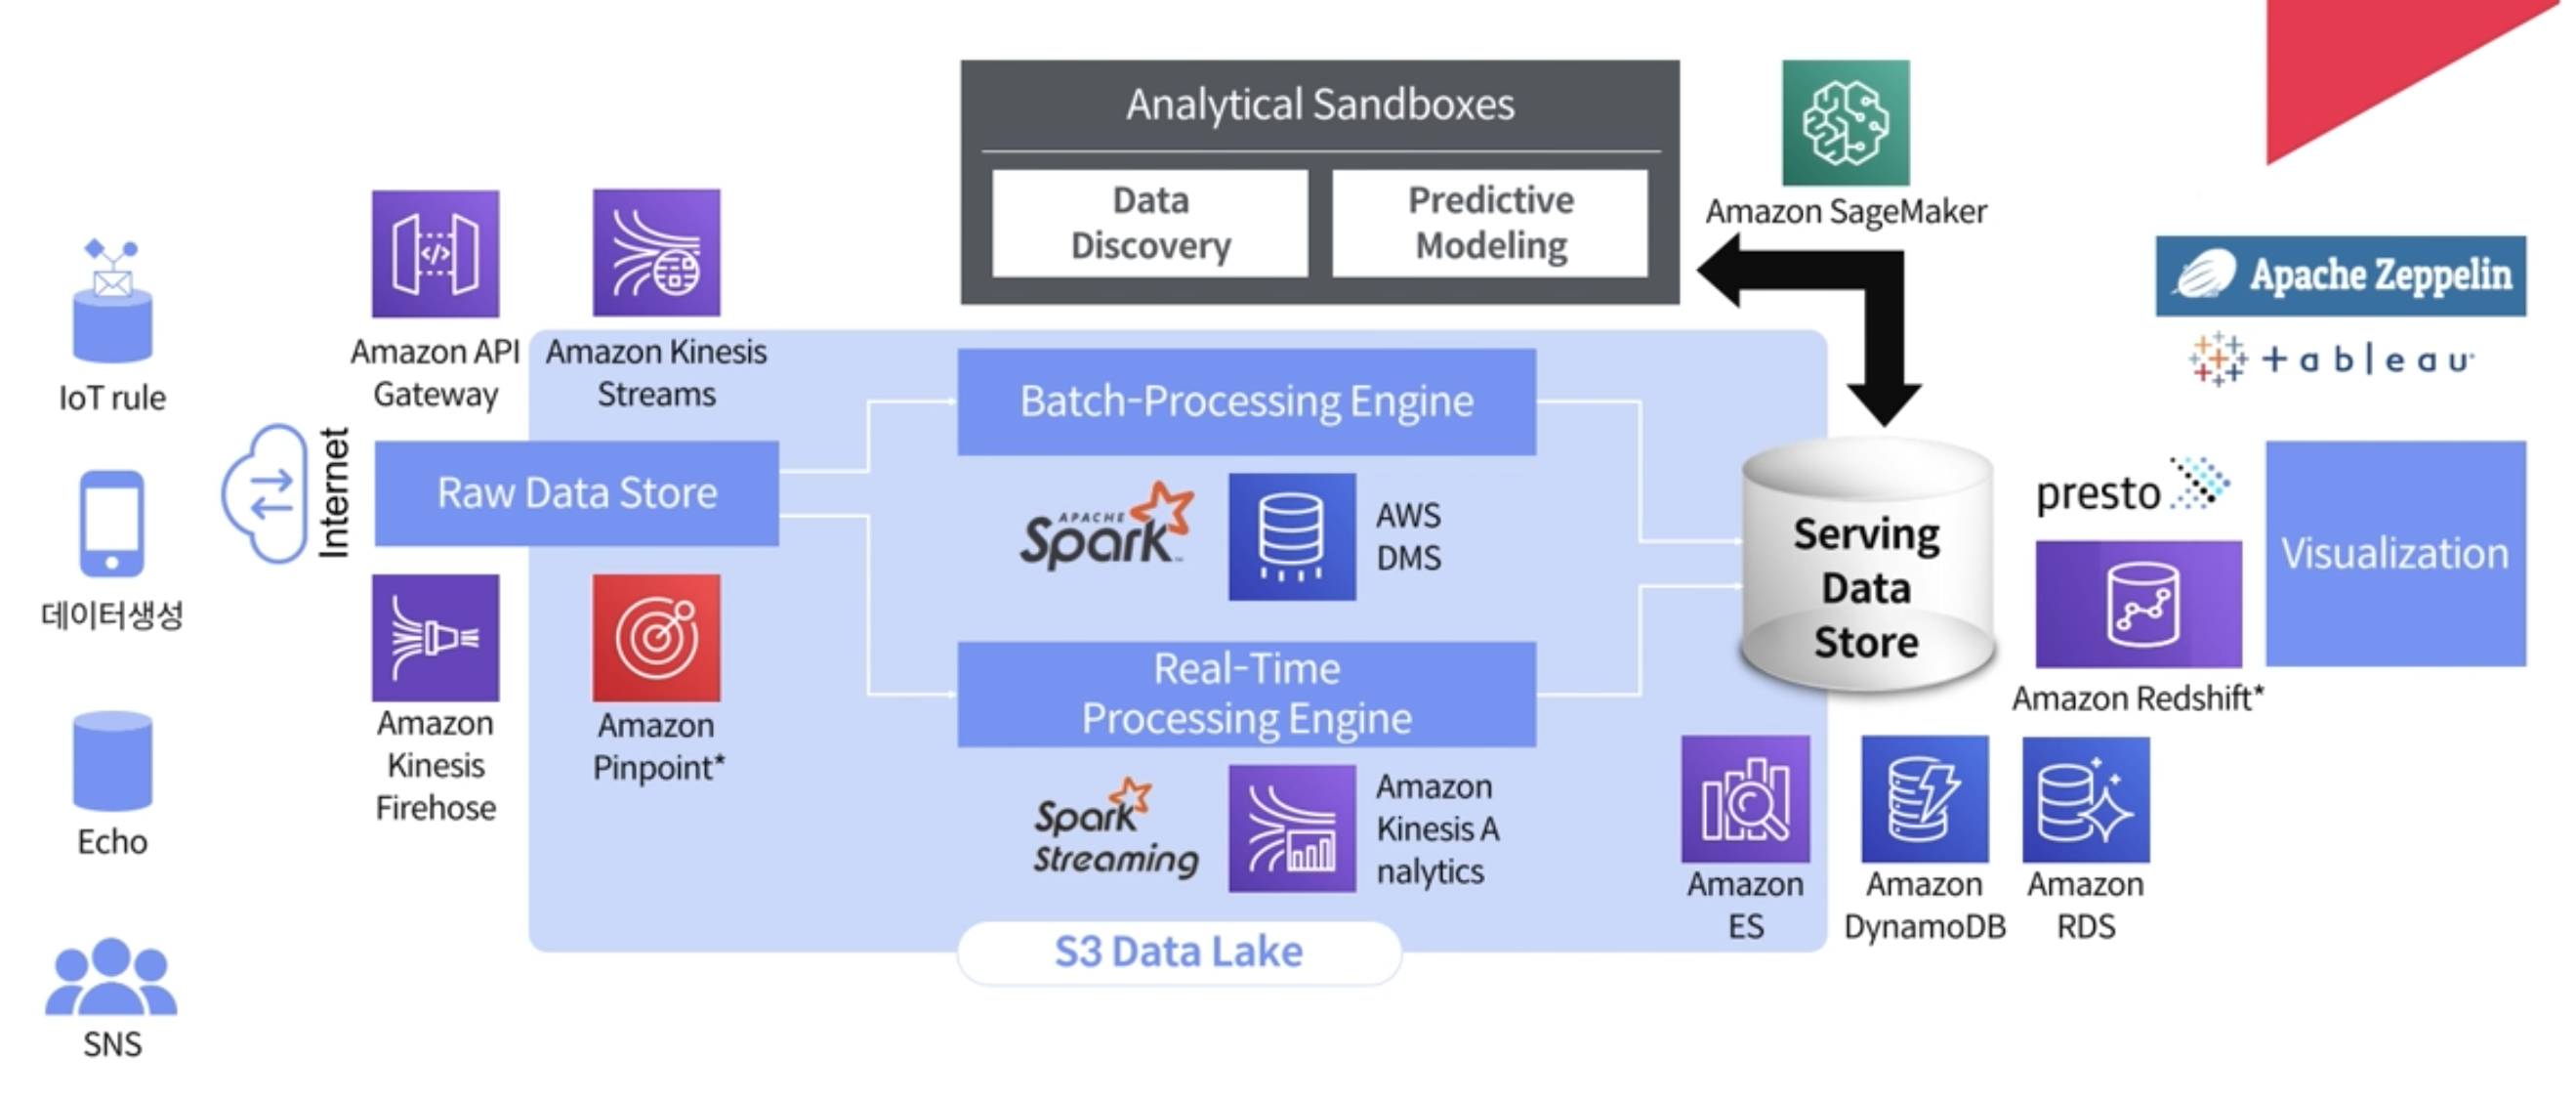 Analytical Sandboxes
Data
Discovery
Predictive
Modeling
Amazon SageMaker
Apache Zeppelin
+ a b l e a u
IoT rule
Amazon API
Gateway
Amazon Kinesis
Streams
Internet
Raw Data Store
데이터생성
Amazon
Kinesis
Firehose
Amazon
Pinpoint*
Echo
SNS
Batch-Processing Engine
APACHE
Spark
AWS
DMS
Real-Time
Processing Engine
Spark
Streaming
Amazon
Kinesis A
nalytics
S3 Data Lake
Serving
Data
Store
presto
Amazon Redshift*
Visualization
Amazon
ES
Amazon
DynamoDB
Amazon
RDS